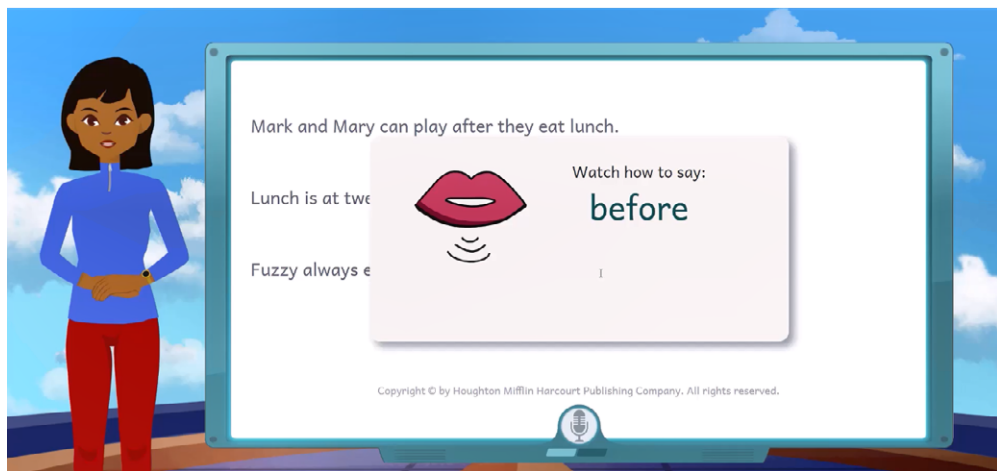 Mark and Mary can play after they eat lunch.
Watch how to say:
Lunch is at
before
Fuzzy always
Copyright © by Houghton Mifflin Harcourt Publishing Company. All rights reserved.